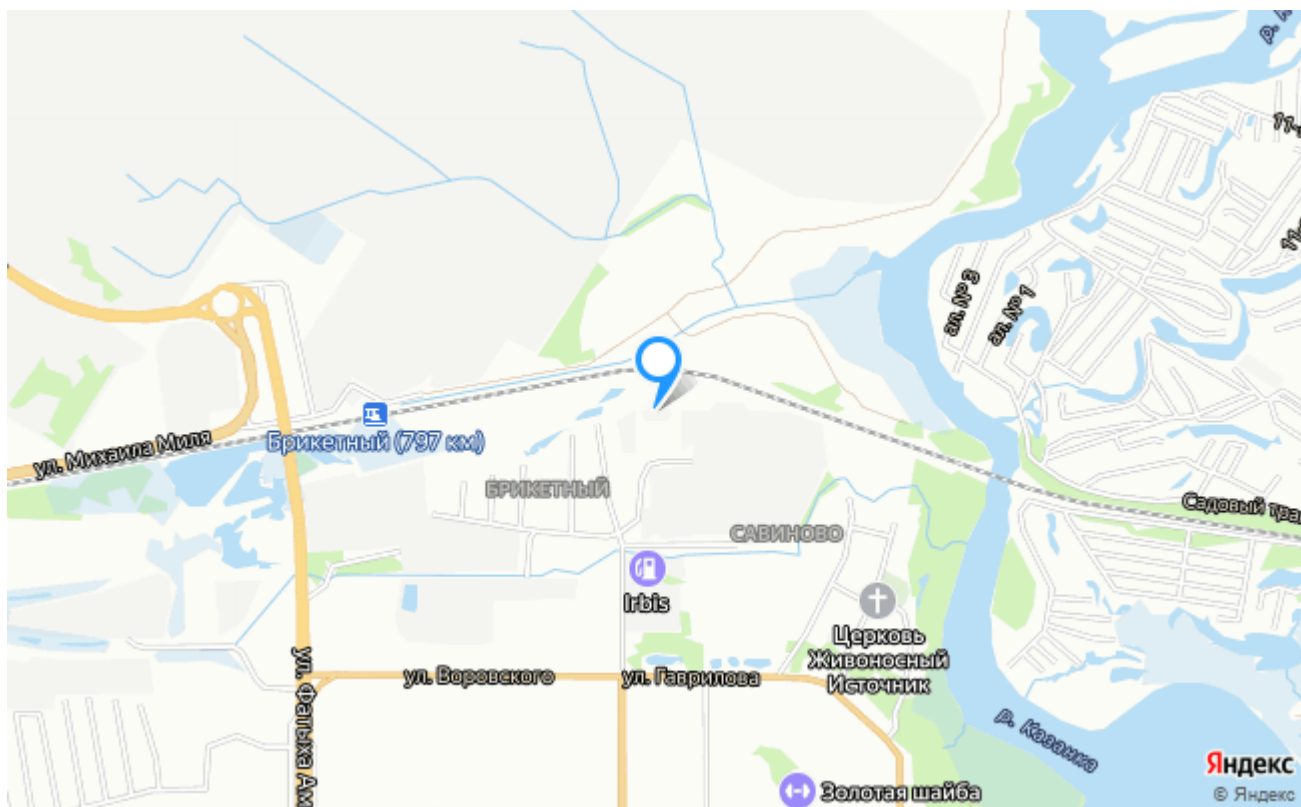 р.
11-
11-
ал. № 3
ал. № 1
ул. Михаила Миля
Брикетный (797 км)
БРИКЕТНЫЙ
САВИНОВО
Садовый
Irbis
Церковь
Живоносный
Источник
ул. Воровского
ул. Гаврилова
ул. Фатыха Ам
р. Казанка
Золотая шайба
Яндекс
© Яндекс